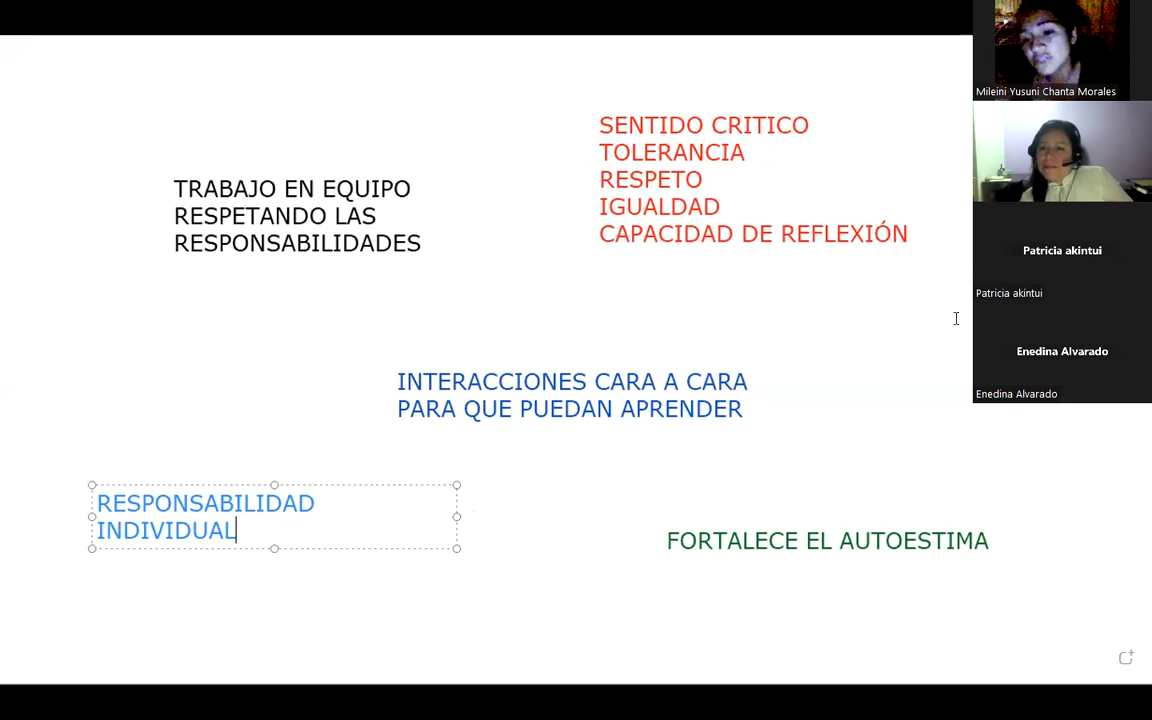 Mileini Yusuni Chanta Morales
SENTIDO CRITICO
TOLERANCIA
RESPETO
IGUALDAD
CAPACIDAD DE REFLEXIÓN
TRABAJO EN EQUIPO
RESPETANDO LAS
RESPONSABILIDADES
Patricia akintui
Patricia akintui
Enedina Alvarado
Enedina Alvarado
INTERACCIONES CARA A CARA
PARA QUE PUEDAN APRENDER
RESPONSABILIDAD
INDIVIDUAL
FORTALECE EL AUTOESTIMA